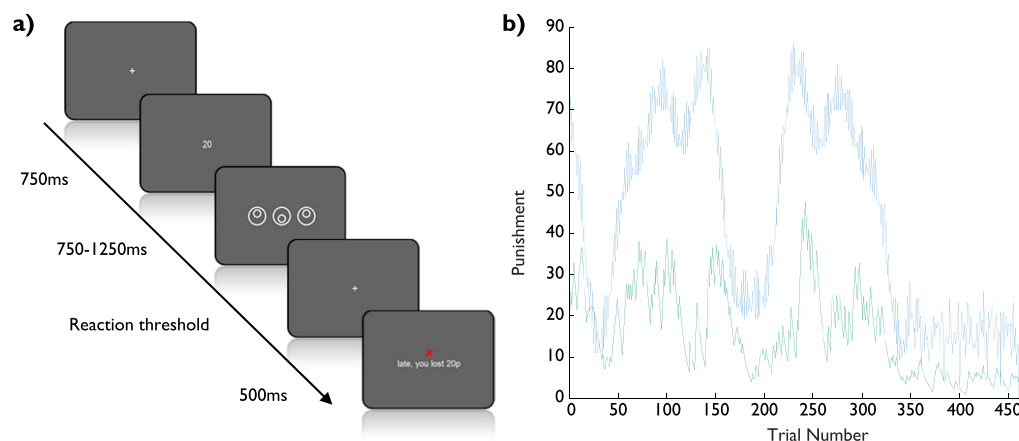 a)
+
20
+
x
late, you lost 20p
750ms
750-1250ms
Reaction threshold
500ms
b)
90
80
70
60
50
40
30
20
10
0
Punishment
0 50 100 150 200 250 300 350 400 450
Trial Number